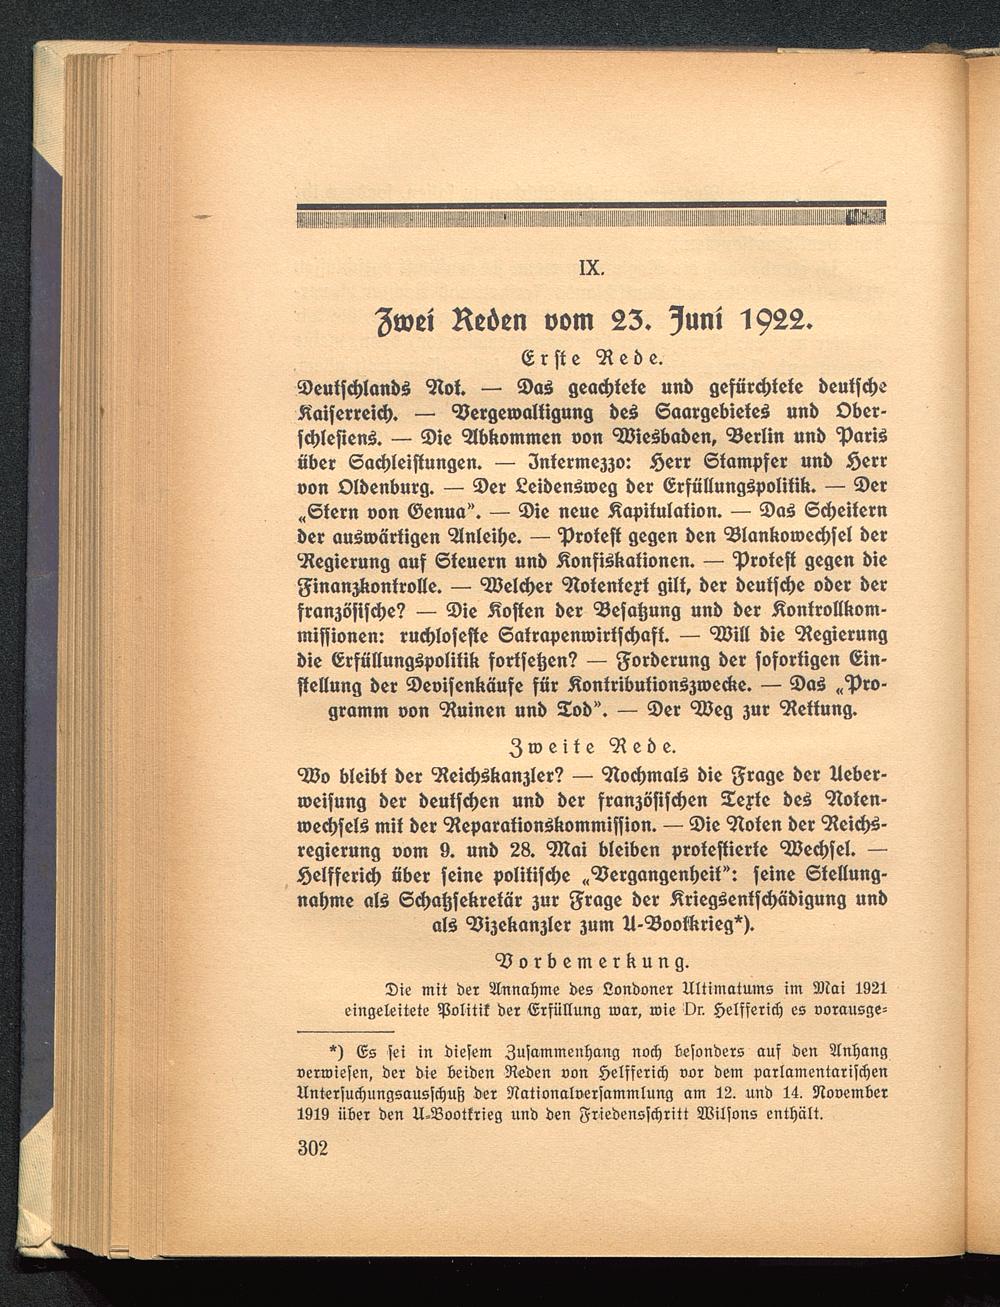 IX.
Zwei Reden vom 23. Juni 1922.
Erste Rede.
Deutschlands Not. — Das geachtete und gefürchtete deutsche
Kaiserreich. — Vergewaltigung des Saargebietes und Ober-
schlesiens. — Die Abkommen von Wiesbaden, Berlin und Paris
über Sachleistungen. — Intermezzo: Herr Stampfer und Herr
von Oldenburg. — Der Leidensweg der Erfüllungspolitik. — Der
„Stern von Genua”. — Die neue Kapitulation. — Das Scheitern
der auswärtigen Anleihe. — Protest gegen den Blankowechsel der
Regierung auf Steuern und Konfiskationen. — Protest gegen die
Finanzkontrolle. — Welcher Notentext gilt, der deutsche oder der
französische? — Die Kosten der Besatzung und der Kontrollkom-
missionen: ruchloseste Satrapenwirtschaft. — Will die Regierung
die Erfüllungspolitik fortsetzen? — Forderung der sofortigen Ein-
stellung der Devisenkäufe für Kontributionszwecke. — Das „Pro-
gramm von Ruinen und Tod”. — Der Weg zur Rettung.
Zweite Rede.
Wo bleibt der Reichskanzler? — Nochmals die Frage der Ueber-
weisung der deutschen und der französischen Texte des Noten-
wechsels mit der Reparationskommission. — Die Noten der Reichs-
regierung vom 9. und 28. Mai bleiben protestierte Wechsel. —
Helfferich über seine politische „Vergangenheit”: seine Stellung-
nahme als Schatzsekretär zur Frage der Kriegsentschädigung und
als Vizekanzler zum U-Bootkrieg*).
Vorbemerkung.
Die mit der Annahme des Londoner Ultimatums im Mai 1921
eingeleitete Politik der Erfüllung war, wie Dr. Helfferich es vorausge-
*) Es sei in diesem Zusammenhang noch besonders auf den Anhang
verwiesen, der die beiden Reden von Helfferich vor dem parlamentarischen
Untersuchungsausschuß der Nationalversammlung am 12. und 14. November
1919 über den U-Bootkrieg und den Friedensschritt Wilsons enthält.
302